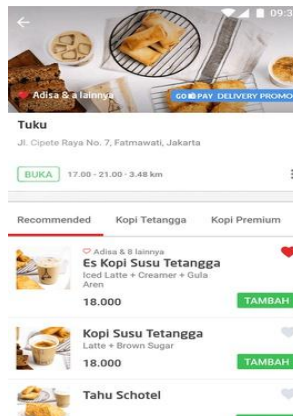 09:3
Adisa & a lainnya
GO PAY DELIVERY PROMO
Tuku
Jl. Cipete Raya No. 7, Fatmawati, Jakarta
BUKA 17.00 - 21.00 · 3.48 km
Recommended Kopi Tetangga Kopi Premium
Adisa & 8 lainnya
Es Kopi Susu Tetangga
Iced Latte + Creamer + Gula
Aren
18.000 TAMBAH
Kopi Susu Tetangga
Latte + Brown Sugar
18.000 TAMBAH
Tahu Schotel